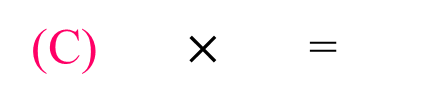 (C) × =